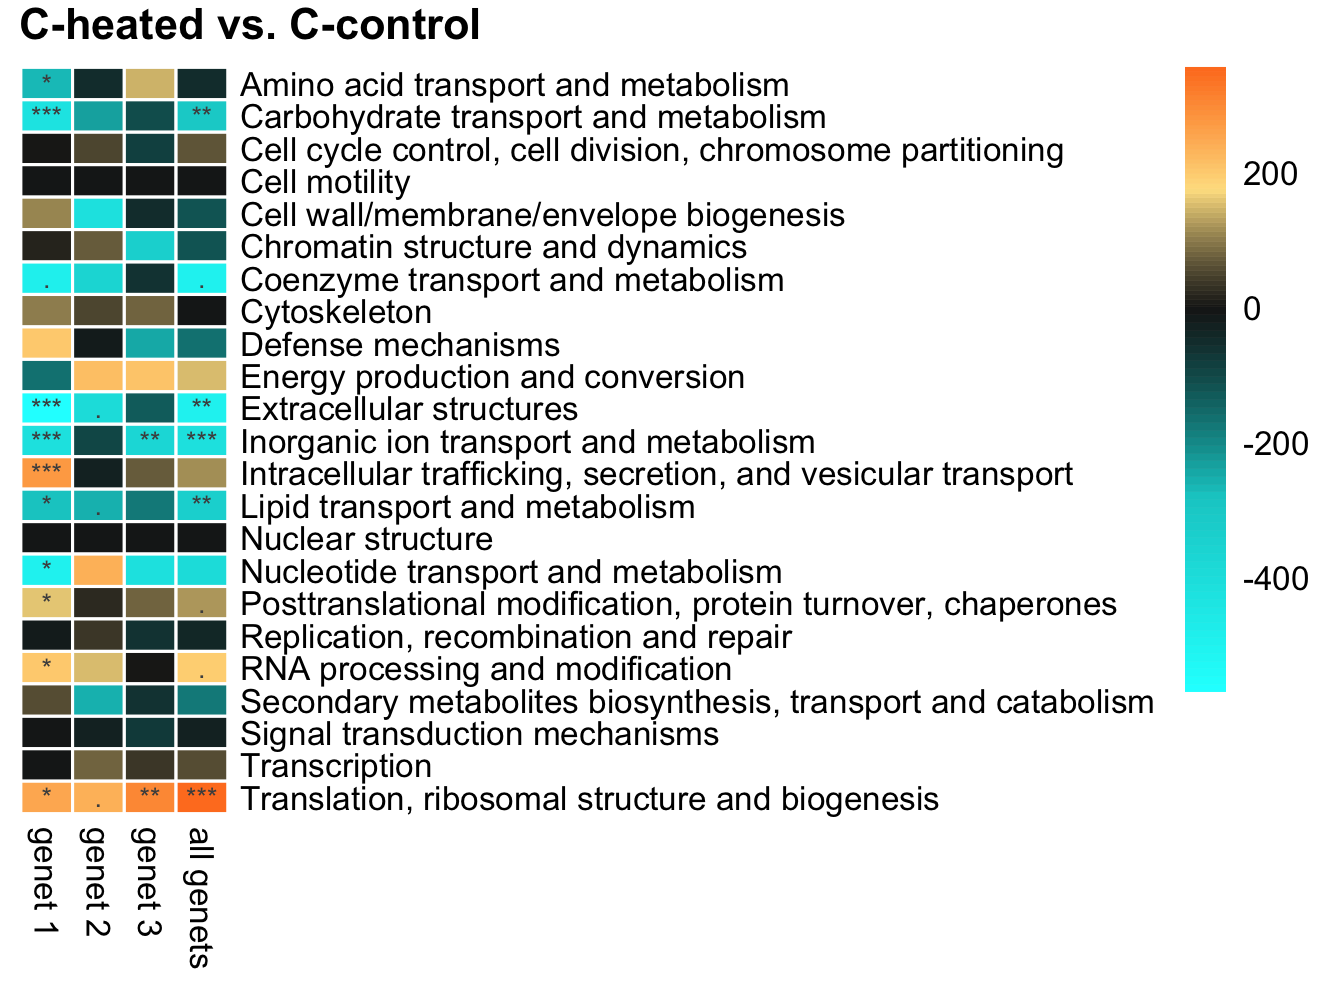 C-heated vs. C-control
* Amino acid transport and metabolism
*** ** Carbohydrate transport and metabolism
Cell cycle control, cell division, chromosome partitioning
Cell motility
Cell wall/membrane/envelope biogenesis
Chromatin structure and dynamics
. . Coenzyme transport and metabolism
Cytoskeleton
Defense mechanisms
Energy production and conversion
*** . ** Extracellular structures
*** ** *** Inorganic ion transport and metabolism
*** Intracellular trafficking, secretion, and vesicular transport
* . ** Lipid transport and metabolism
Nuclear structure
* Nucleotide transport and metabolism
* . Posttranslational modification, protein turnover, chaperones
Replication, recombination and repair
* . RNA processing and modification
Secondary metabolites biosynthesis, transport and catabolism
Signal transduction mechanisms
Transcription
* . ** *** Translation, ribosomal structure and biogenesis
genet 1
genet 2
genet 3
all genets
200
0
-200
-400